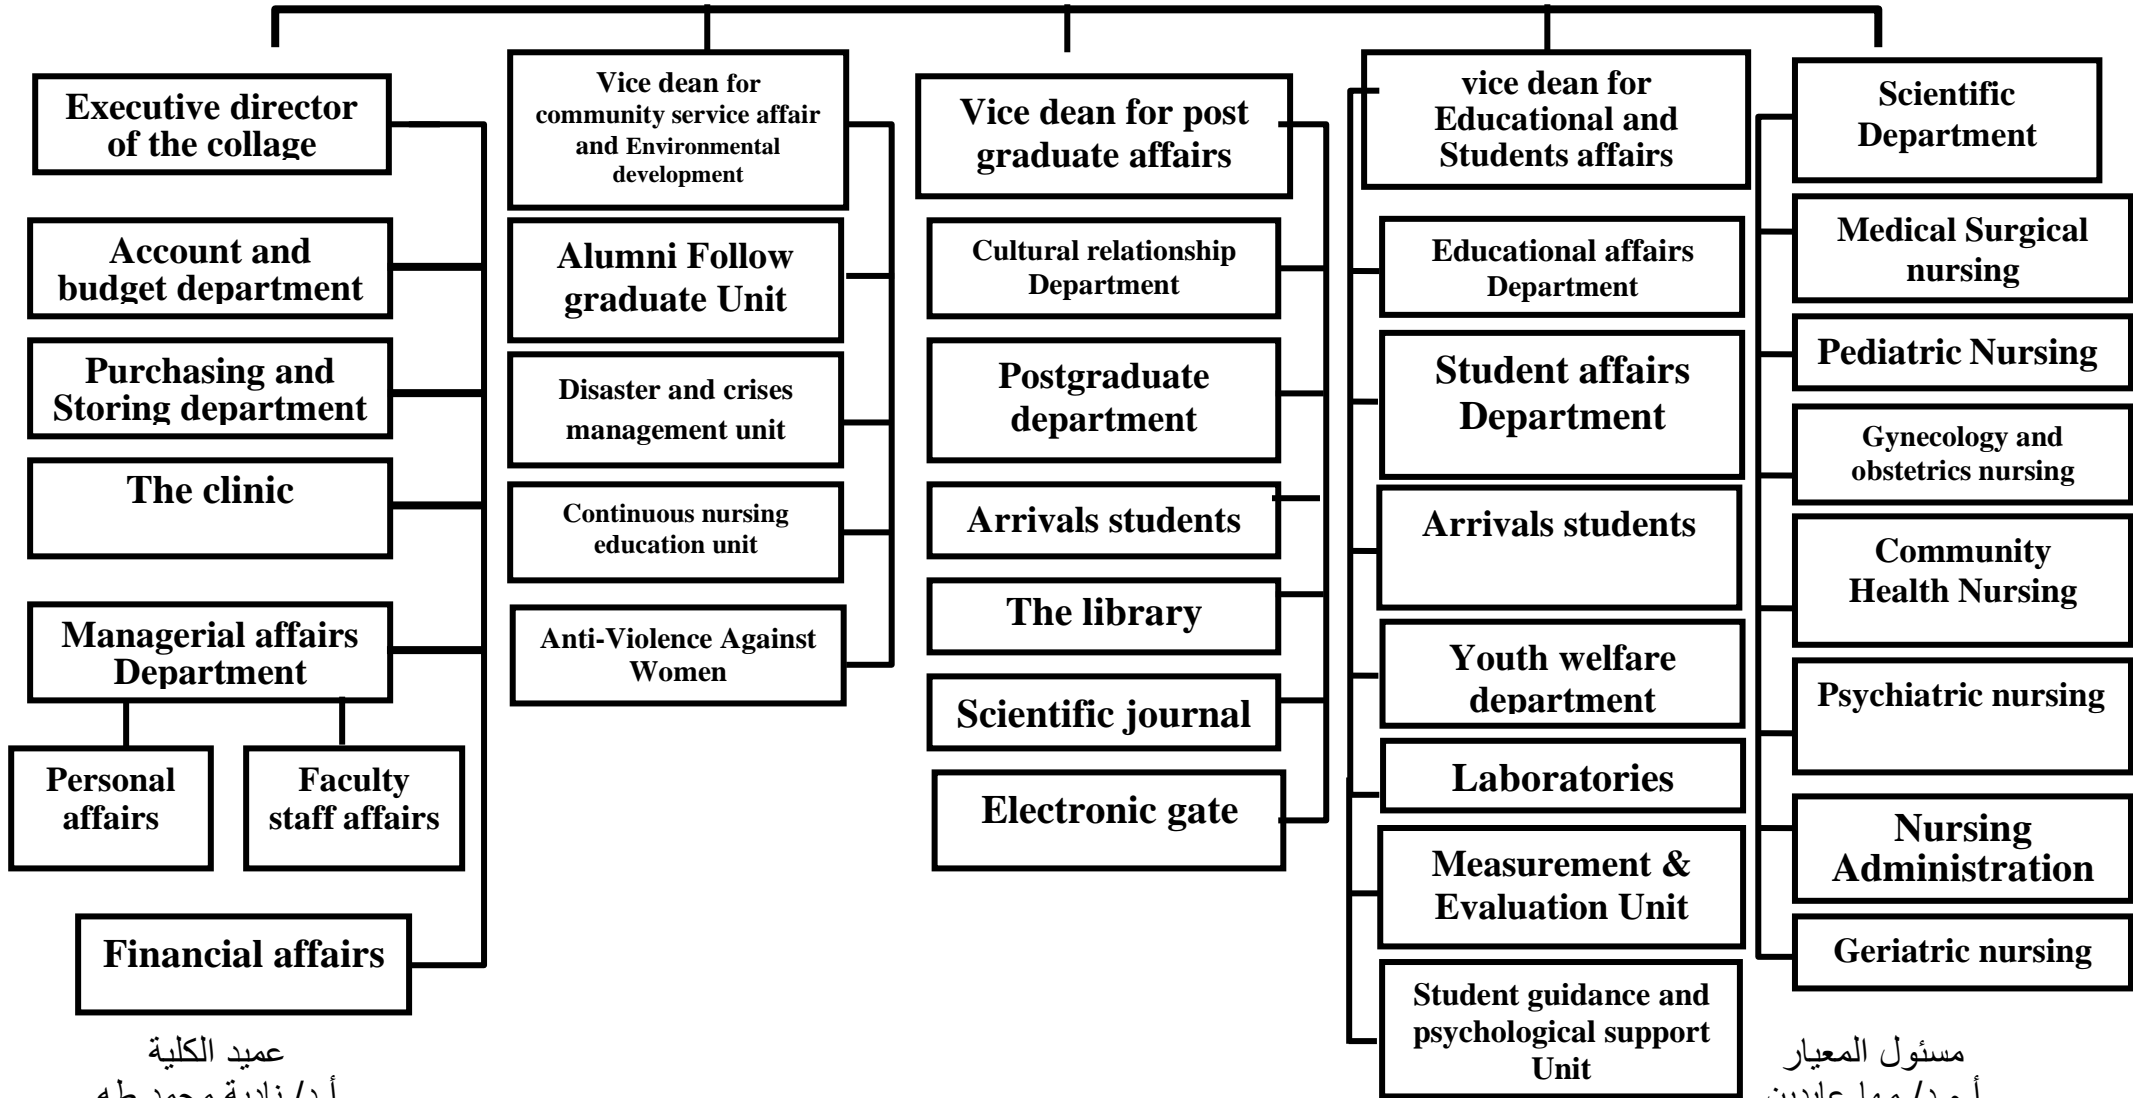 Executive director
of the collage
Account and
budget department
Purchasing and
Storing department
The clinic
Managerial affairs
Department
Personal
affairs
Faculty
staff affairs
Financial affairs
Vice dean for
community service affair
and Environmental
development
Alumni Follow
graduate Unit
Disaster and crises
management unit
Continuous nursing
education unit
Anti-Violence Against
Women
Vice dean for post
graduate affairs
Cultural relationship
Department
Postgraduate
department
Arrivals students
The library
Scientific journal
Electronic gate
vice dean for
Educational and
Students affairs
Educational affairs
Department
Student affairs
Department
Arrivals students
Youth welfare
department
Laboratories
Measurement &
Evaluation Unit
Student guidance and
psychological support
Unit
Scientific
Department
Medical Surgical
nursing
Pediatric Nursing
Gynecology and
obstetrics nursing
Community
Health Nursing
Psychiatric nursing
Nursing
Administration
Geriatric nursing
مسئول المعيار
أ.م.د/ مها عابدين
عميد الكلية
أ.د/ نادية محمد طه